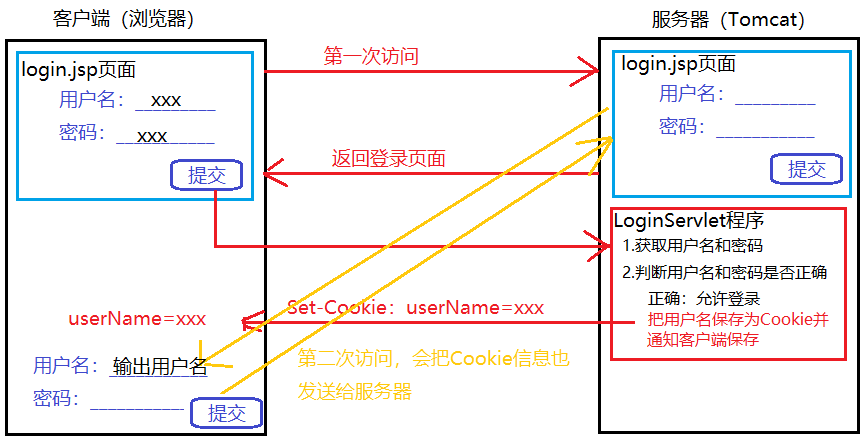 客户端（浏览器）
服务器（Tomcat）
login.jsp页面
用户名：xxx
密码：xxx
提交
第一次访问
返回登录页面
login.jsp页面
用户名：
密码：
提交
LoginServlet程序
1.获取用户名和密码
2.判断用户名和密码是否正确
正确：允许登录
把用户名保存为Cookie并
通知客户端保存
Set-Cookie：userName=xxx
userName=xxx
用户名：输出用户名
密码：
提交
第二次访问，会把Cookie信息也
发送给服务器